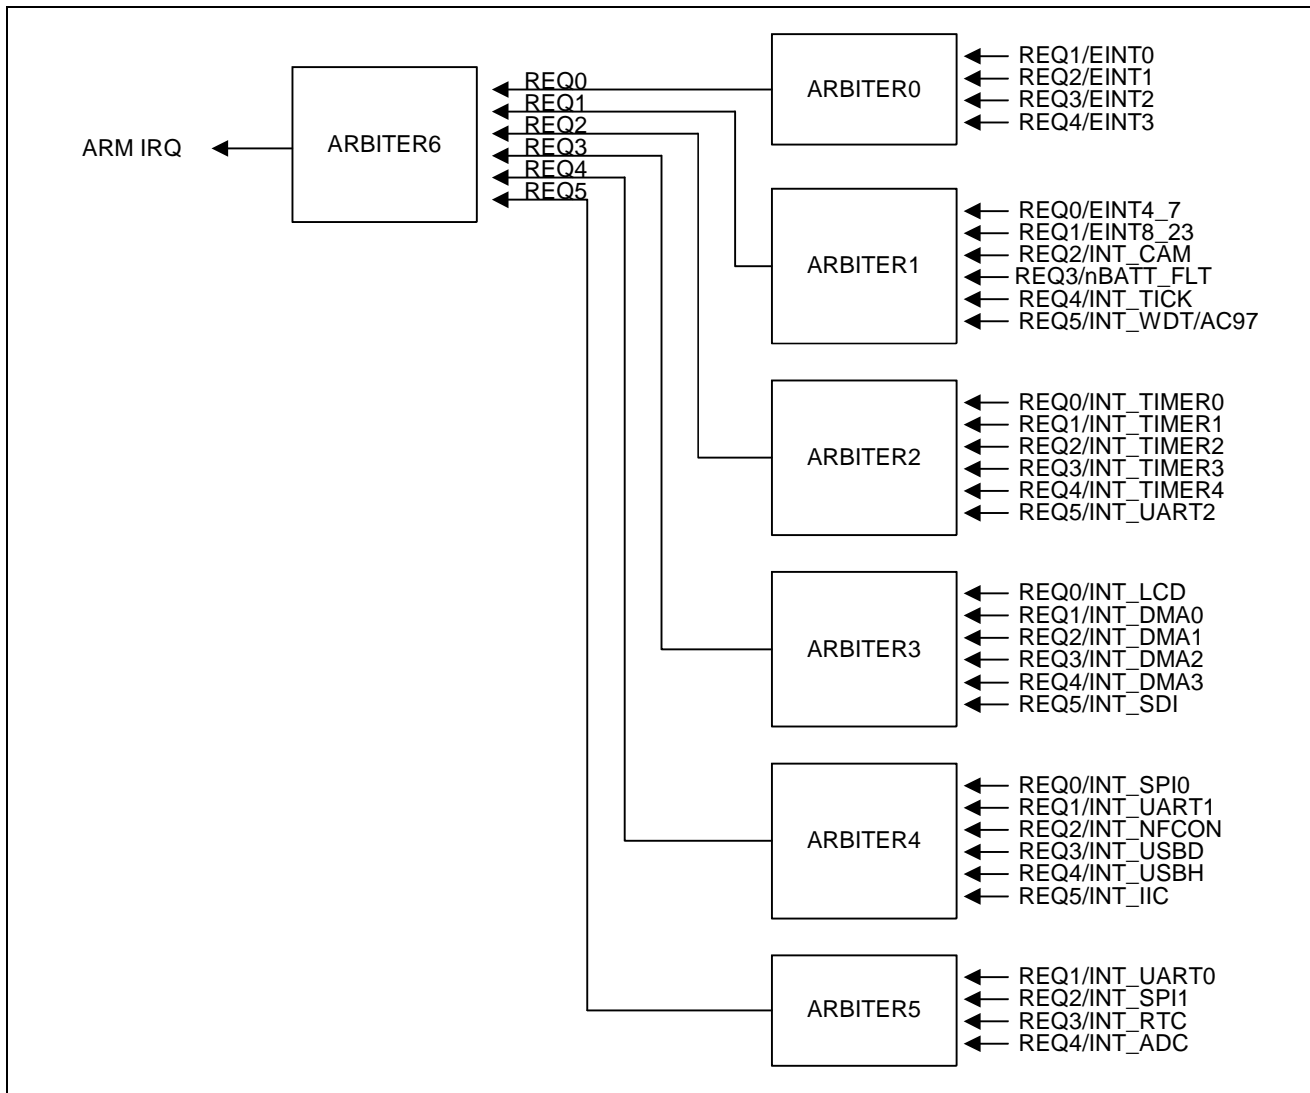 ARM IRQ
ARBITER6
REQ0
REQ1
REQ2
REQ3
REQ4
REQ5
ARBITER0
REQ1/EINT0
REQ2/EINT1
REQ3/EINT2
REQ4/EINT3
ARBITER1
REQ0/EINT4_7
REQ1/EINT8_23
REQ2/INT_CAM
REQ3/nBATT_FLT
REQ4/INT_TICK
REQ5/INT_WDT/AC97
ARBITER2
REQ0/INT_TIMER0
REQ1/INT_TIMER1
REQ2/INT_TIMER2
REQ3/INT_TIMER3
REQ4/INT_TIMER4
REQ5/INT_UART2
ARBITER3
REQ0/INT_LCD
REQ1/INT_DMA0
REQ2/INT_DMA1
REQ3/INT_DMA2
REQ4/INT_DMA3
REQ5/INT_SDI
ARBITER4
REQ0/INT_SPI0
REQ1/INT_UART1
REQ2/INT_NFCON
REQ3/INT_USBD
REQ4/INT_USBH
REQ5/INT_IIC
ARBITER5
REQ1/INT_UART0
REQ2/INT_SPI1
REQ3/INT_RTC
REQ4/INT_ADC